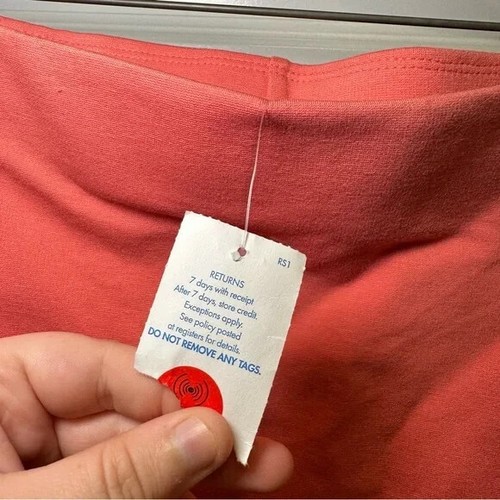 RS1
RETURNS
7 days with receipt
After 7 days, store credit.
Exceptions apply.
See policy posted
at registers for details.
DO NOT REMOVE ANY TAGS.